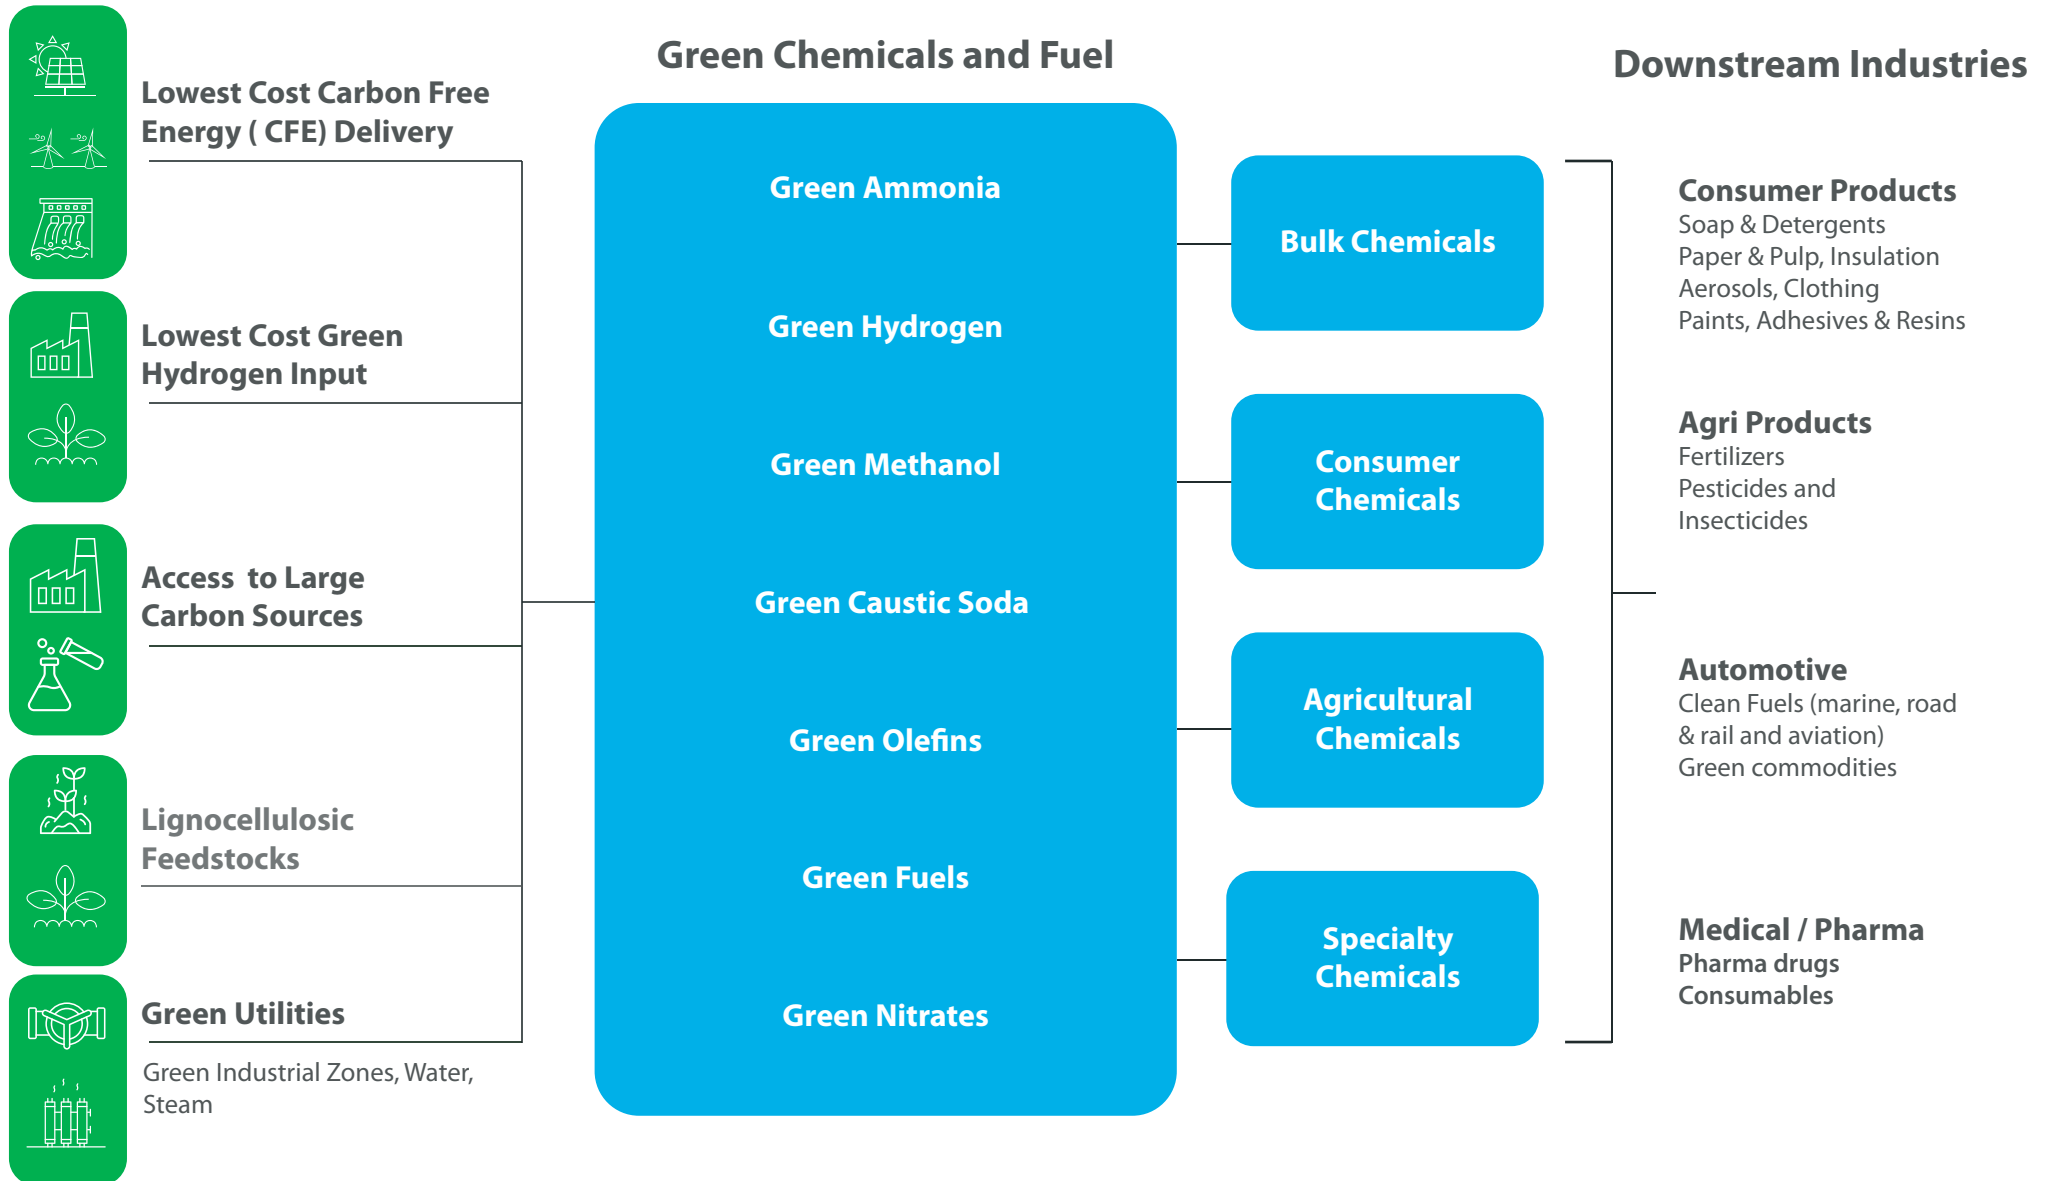 Lowest Cost Carbon Free
Energy ( CFE) Delivery
Lowest Cost Green
Hydrogen Input
Access  to Large
Carbon Sources
Lignocellulosic
Feedstocks
Green Utilities
Green Industrial Zones, Water,
Steam
Green Chemicals and Fuel
Green Ammonia
Green Hydrogen
Green Methanol
Green Caustic Soda
Green Olefins
Green Fuels
Green Nitrates
Bulk Chemicals
Consumer
Chemicals
Agricultural
Chemicals
Specialty
Chemicals
Downstream Industries
Consumer Products
Soap & Detergents
Paper & Pulp, Insulation
Aerosols, Clothing
Paints, Adhesives & Resins
Agri Products
Fertilizers
Pesticides and
Insecticides
Automotive
Clean Fuels (marine, road
& rail and aviation)
Green commodities
Medical / Pharma
Pharma drugs
Consumables